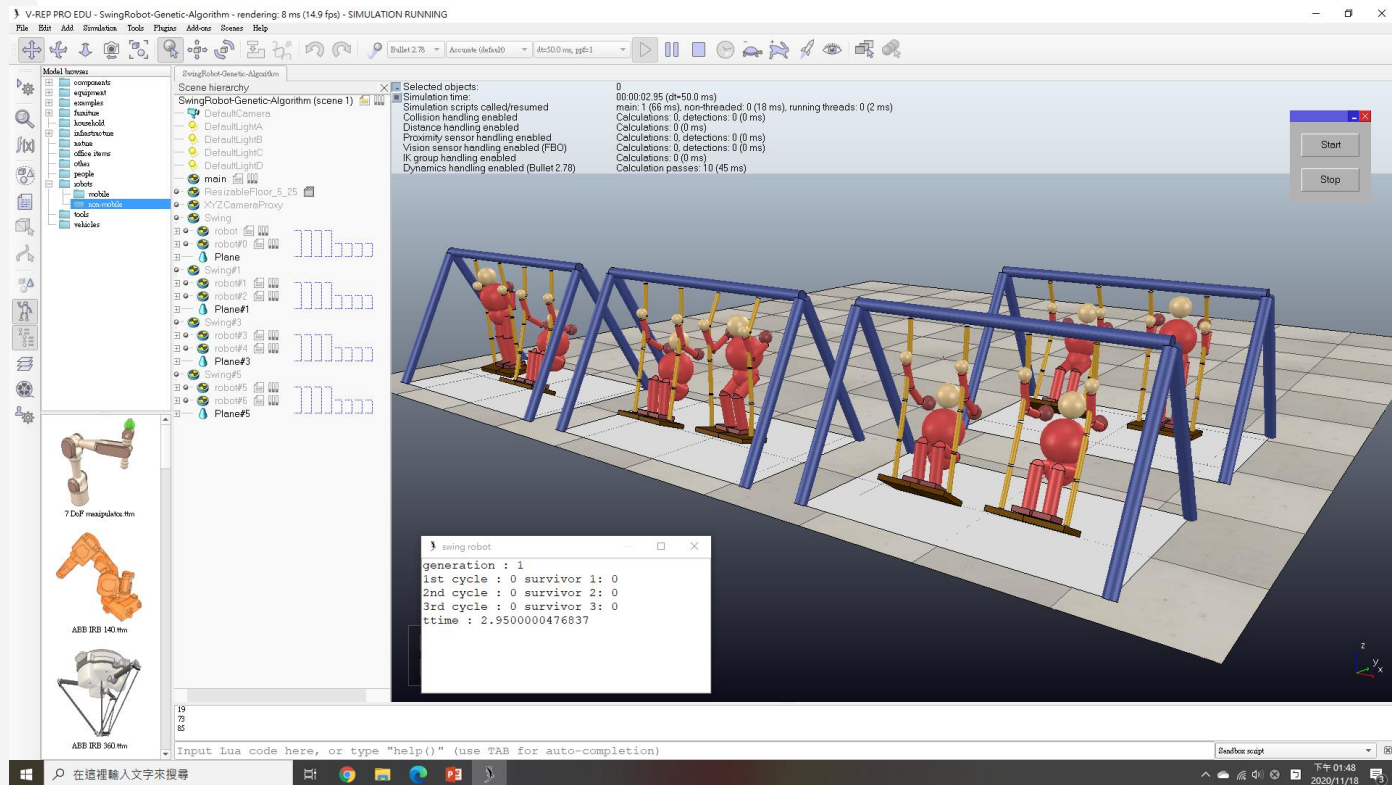 V-REP PRO EDU - SwingRobot-Genetic-Algorithm - rendering: 8 ms (14.9 fps) - SIMULATION RUNNING
File Edit Add Simulation Tools Plugins Add-ons Scenes Help
Bullet 2.78 Accurate (default) dt=50.0 ms, ppf=1
Model browser
components
equipment
examples
furniture
household
infrastructure
nature
office items
other
people
robots
mobile
non-mobile
tools
vehicles
7 DoF manipulator.ttm
ABB IRB 140.ttm
ABB IRB 360.ttm
SwingRobot-Genetic-Algorithm
Scene hierarchy
SwingRobot-Genetic-Algorithm (scene 1)
DefaultCamera
DefaultLightA
DefaultLightB
DefaultLightC
DefaultLightD
main
ResizableFloor_5_25
XYZCameraProxy
Swing
robot
robot#0
Plane
Swing#1
robot#1
robot#2
Plane#1
Swing#3
robot#3
robot#4
Plane#3
Swing#5
robot#5
robot#6
Plane#5
Selected objects: 0
Simulation time: 00:00:02.95 (dt=50.0 ms)
Simulation scripts called/resumed main: 1 (66 ms), non-threaded: 0 (18 ms), running threads: 0 (2 ms)
Collision handling enabled Calculations: 0, detections: 0 (0 ms)
Distance handling enabled Calculations: 0 (0 ms)
Proximity sensor handling enabled Calculations: 0, detections: 0 (0 ms)
Vision sensor handling enabled (FBO) Calculations: 0, detections: 0 (0 ms)
IK group handling enabled Calculations: 0 (0 ms)
Dynamics handling enabled (Bullet 2.78) Calculation passes: 10 (45 ms)
Start
Stop
swing robot
generation : 1
1st cycle : 0 survivor 1: 0
2nd cycle : 0 survivor 2: 0
3rd cycle : 0 survivor 3: 0
ttime : 2.9500000476837
z
y
x
19
73
85
Input Lua code here, or type "help()" (use TAB for auto-completion)
Sandbox script
在這裡輸入文字來搜尋
下午 01:48
2020/11/18
3